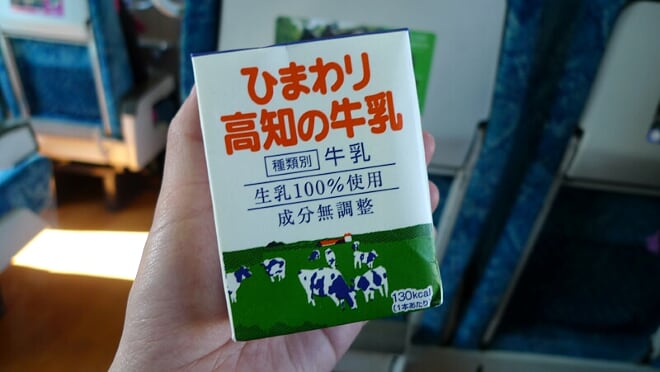 ひまわり
高知の牛乳
種類別 牛乳
生乳100%使用
成分無調整
130kcal
(1本あたり)